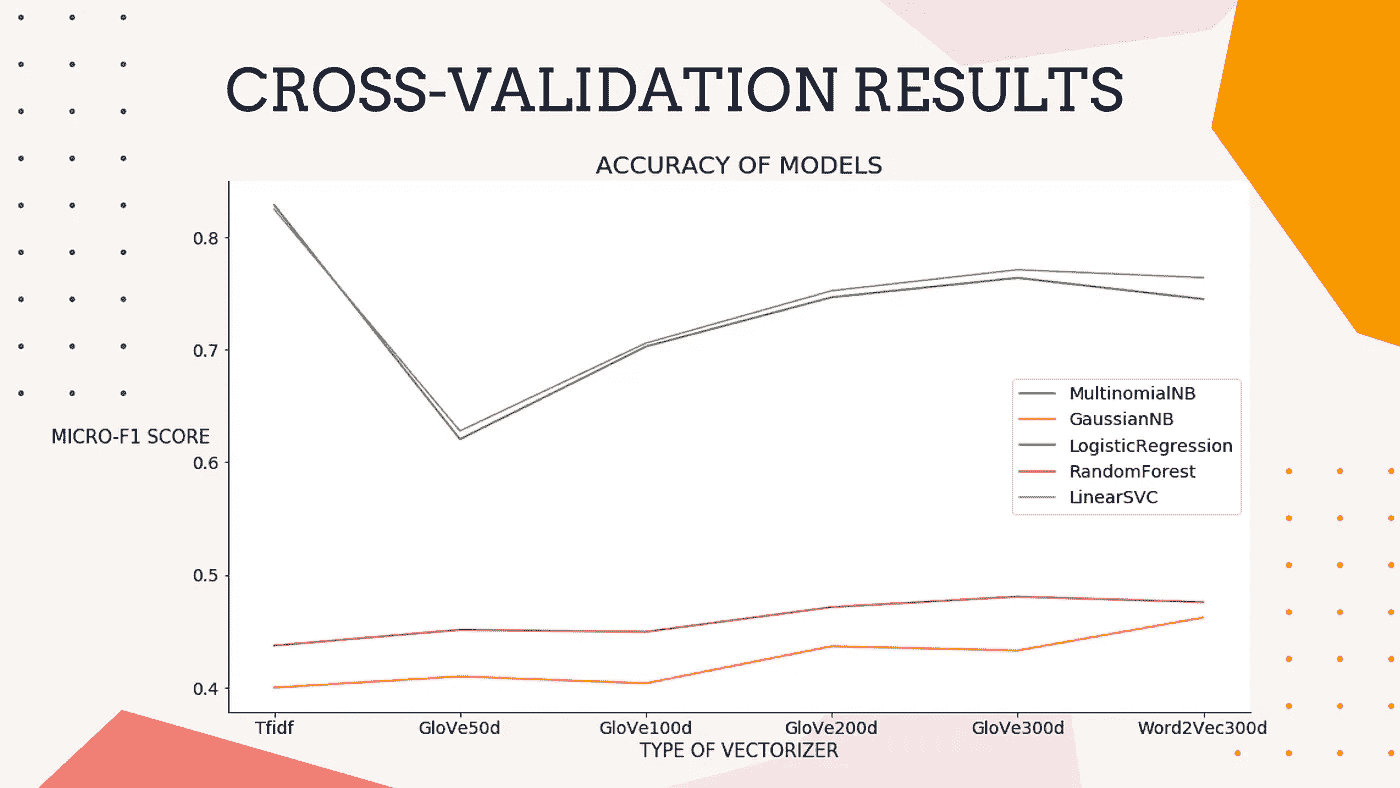 CROSS-VALIDATION RESULTS
ACCURACY OF MODELS
0.8
0.7
MICRO-F1 SCORE
0.6
0.5
0.4
MultinomialNB
GaussianNB
LogisticRegression
RandomForest
LinearSVC
Tfidf GloVe50d GloVe100d GloVe200d Glove300d Word2Vec300d
TYPE OF VECTORIZER